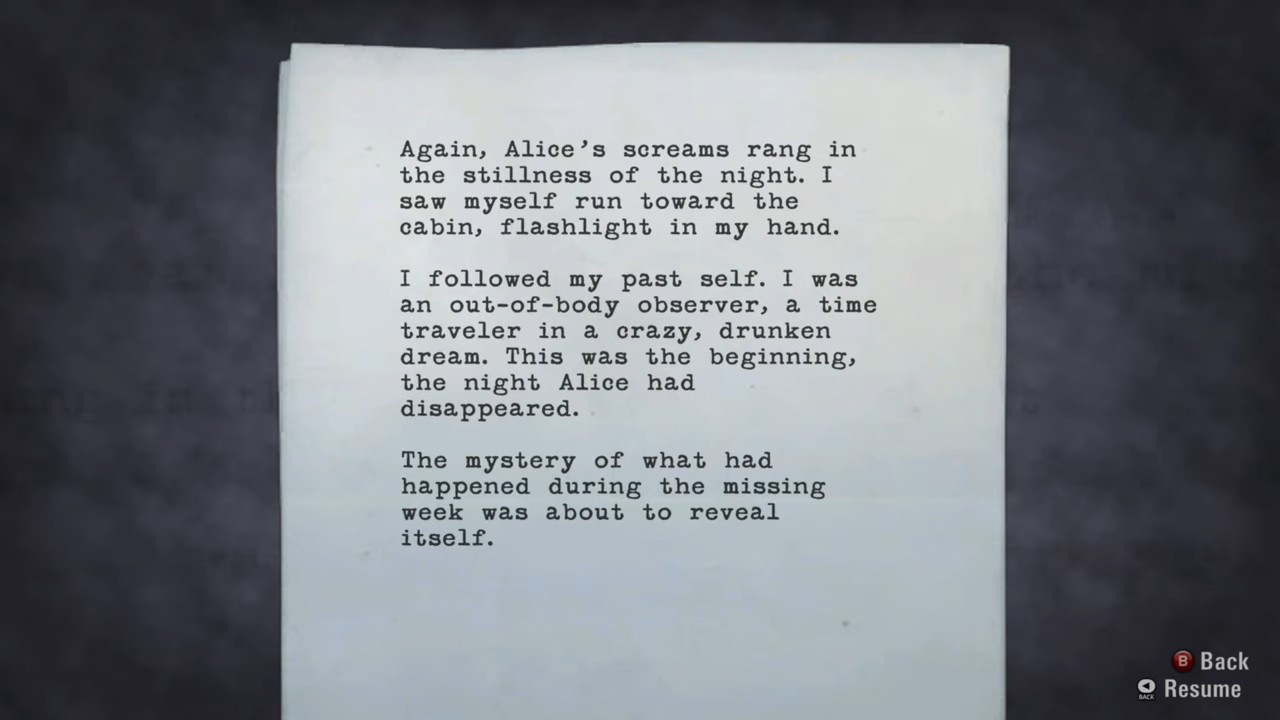 Again, Alice's screams rang in
the stillness of the night. I
saw myself run toward the
cabin, flashlight in my hand.
I followed my past self. I was
an out-of-body observer, a time
traveler in a crazy, drunken
dream. This was the beginning,
the night Alice had
disappeared.
The mystery of what had
happened during the missing
week was about to reveal
itself.
B Back
BACK Resume